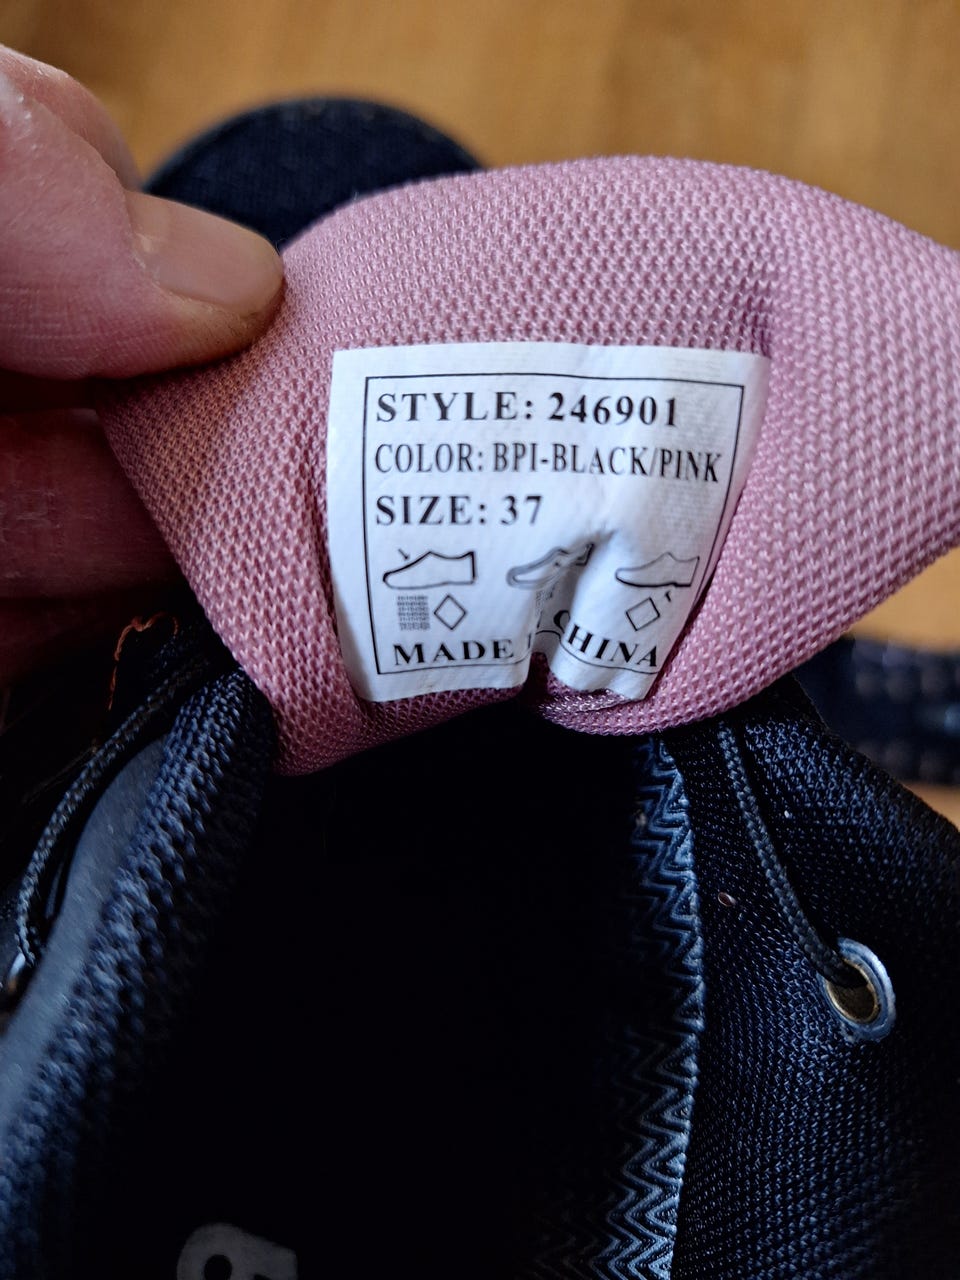 STYLE: 246901
COLOR: BPI-BLACK/PINK
SIZE: 37
MADE CHINA